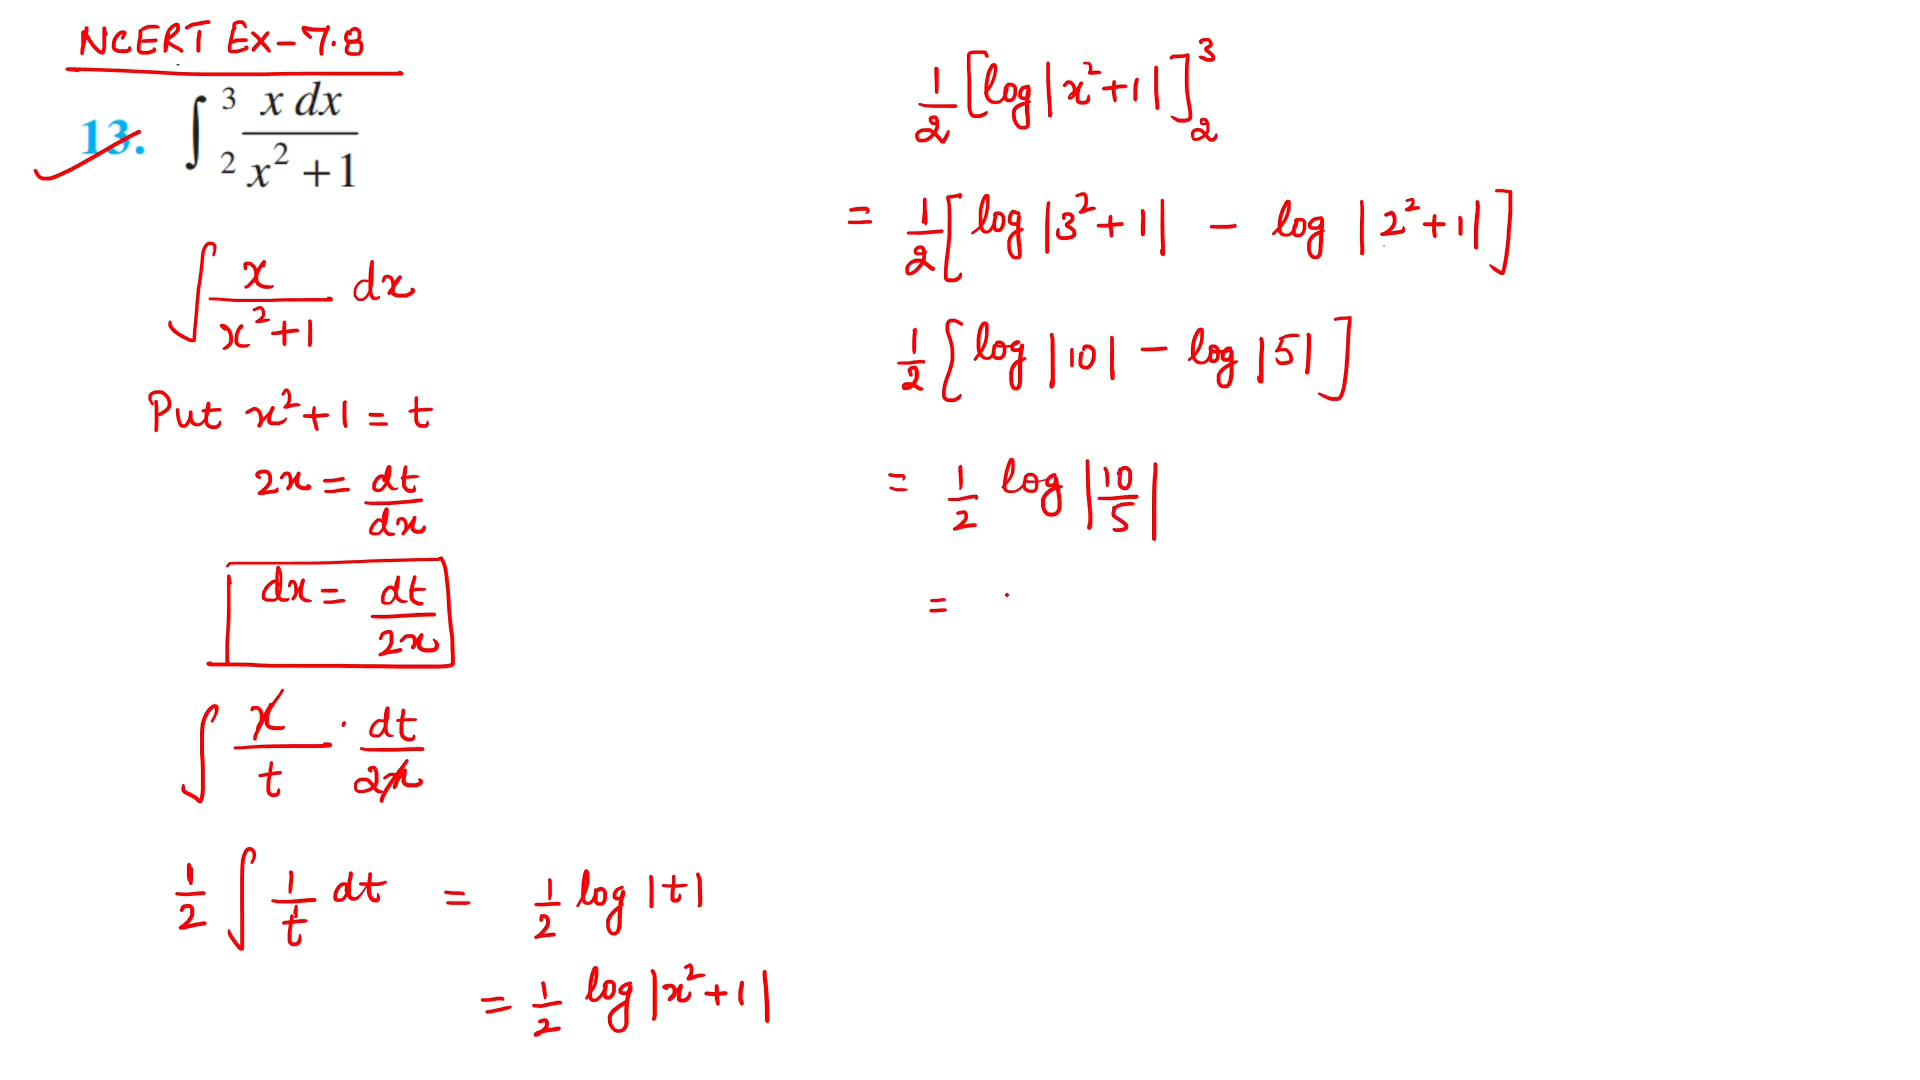 NCERT Ex-7.8
13. ∫₂³ x dx / x² + 1
∫ x / x²+1 dx
Put x²+1 = t
2x = dt/dx
dx = dt/2x
∫ x/t · dt/2x
1/2 ∫ 1/t dt = 1/2 log |t|
= 1/2 log |x²+1|
1/2 [log |x²+1|]₂³
= 1/2 [log |3²+1| - log |2²+1|]
1/2 [log |10| - log |5|]
= 1/2 log |10/5|
=